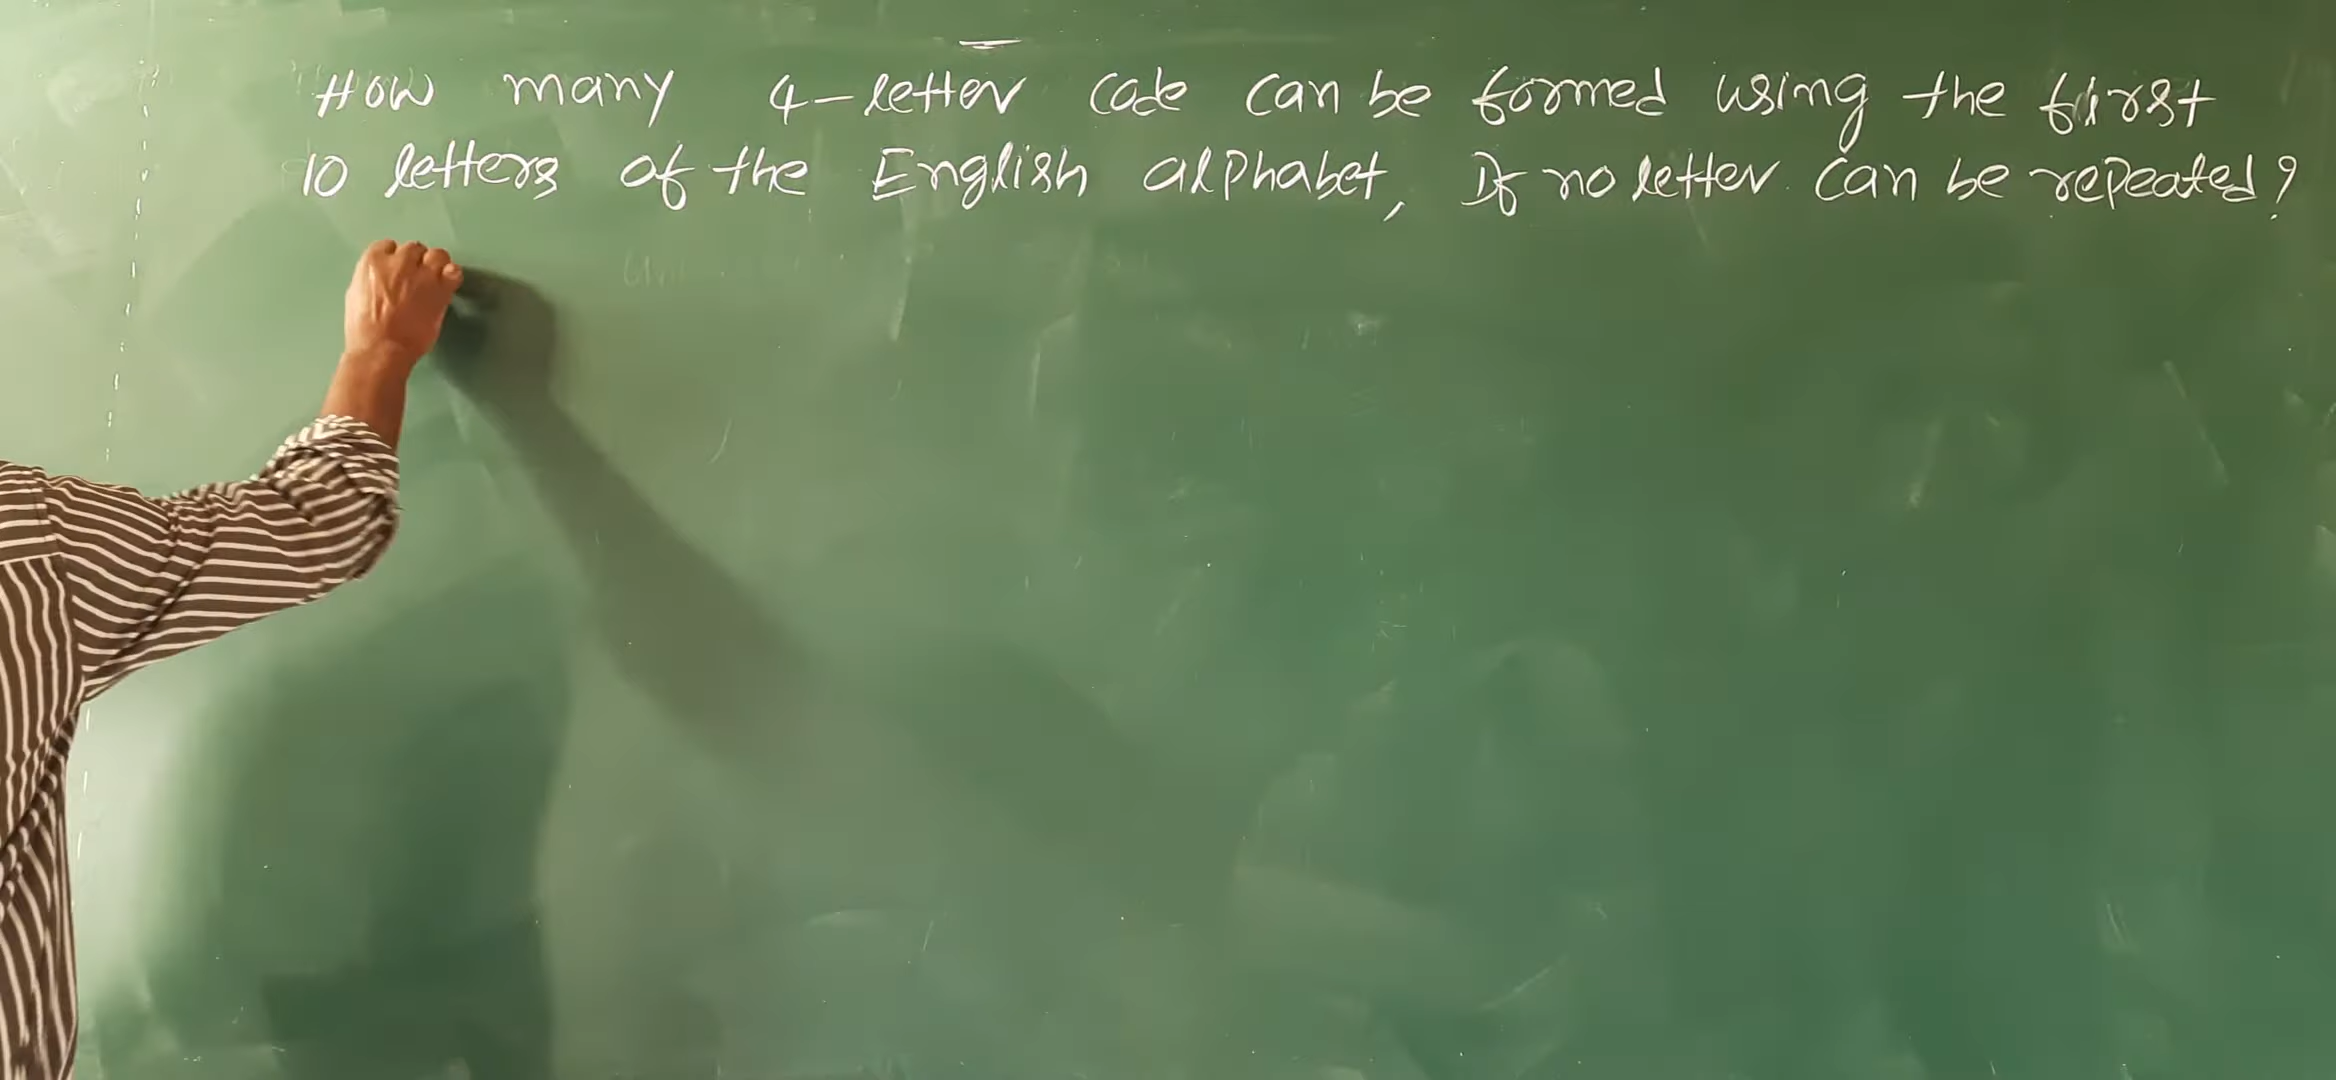 How many 4-letter code can be formed using the first
10 letters of the English alphabet, If no letter can be repeated?